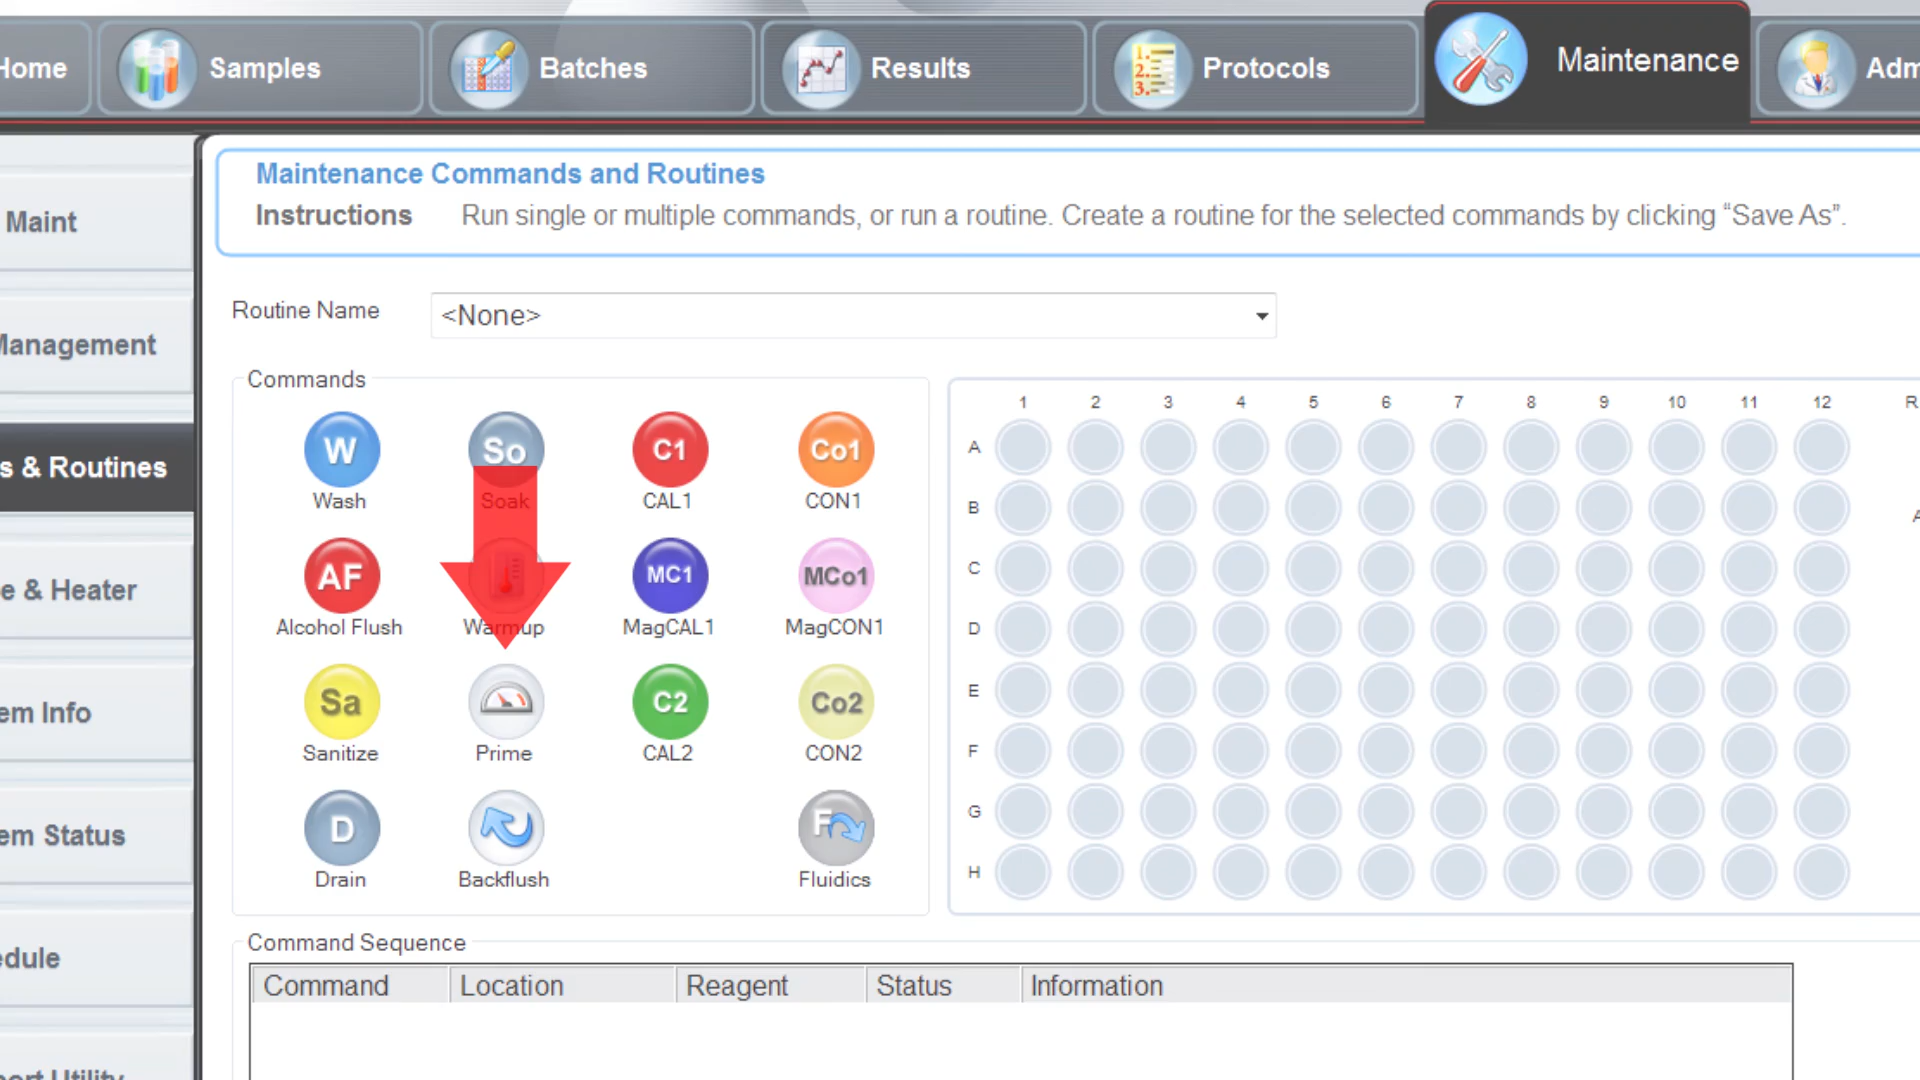 Home
Samples
Batches
Results
Protocols
Maintenance
Maintenance Commands and Routines
Instructions Run single or multiple commands, or run a routine. Create a routine for the selected commands by clicking “Save As”.
Maint
Management
s & Routines
e & Heater
em Info
em Status
edule
port Utility
Routine Name <None>
Commands
W So C1 Co1
Wash Soak CAL1 CON1
AF MC1 MCo1
Alcohol Flush Warmup MagCAL1 MagCON1
Sa C2 Co2
Sanitize Prime CAL2 CON2
D F
Drain Backflush Fluidics
1 2 3 4 5 6 7 8 9 10 11 12
A
B
C
D
E
F
G
H
Command Sequence
Command Location Reagent Status Information